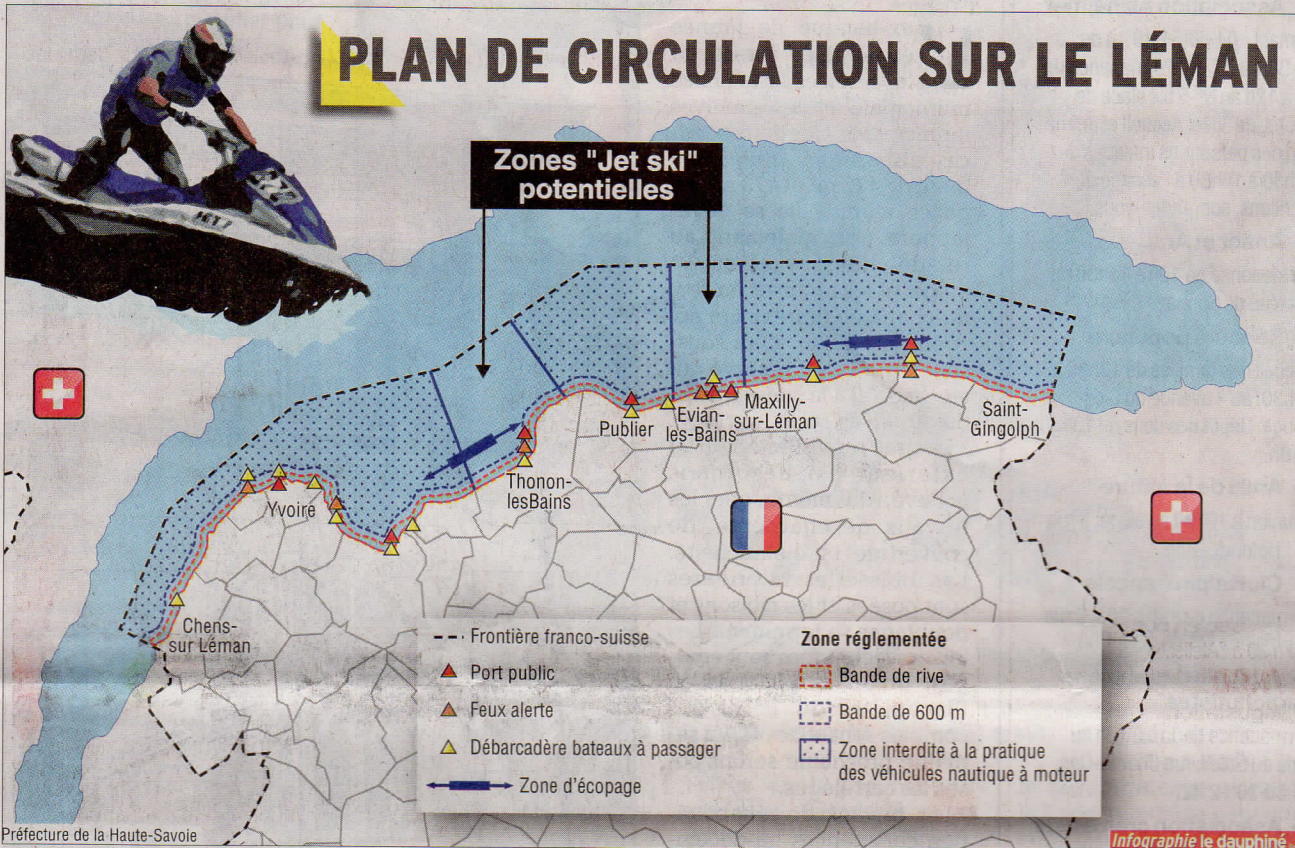 PLAN DE CIRCULATION SUR LE LÉMAN
Zones "Jet ski"
potentielles
JET 7
Publier
Evian-
les-Bains
Maxilly-
sur-Léman
Saint-
Gingolph
Thonon-
lesBains
Yvoire
Chens-
sur Léman
Frontière franco-suisse
Port public
Feux alerte
Débarcadère bateaux à passager
Zone d'écopage
Zone réglementée
Bande de rive
Bande de 600 m
Zone interdite à la pratique
des véhicules nautique à moteur
Préfecture de la Haute-Savoie
Infographie le dauphiné